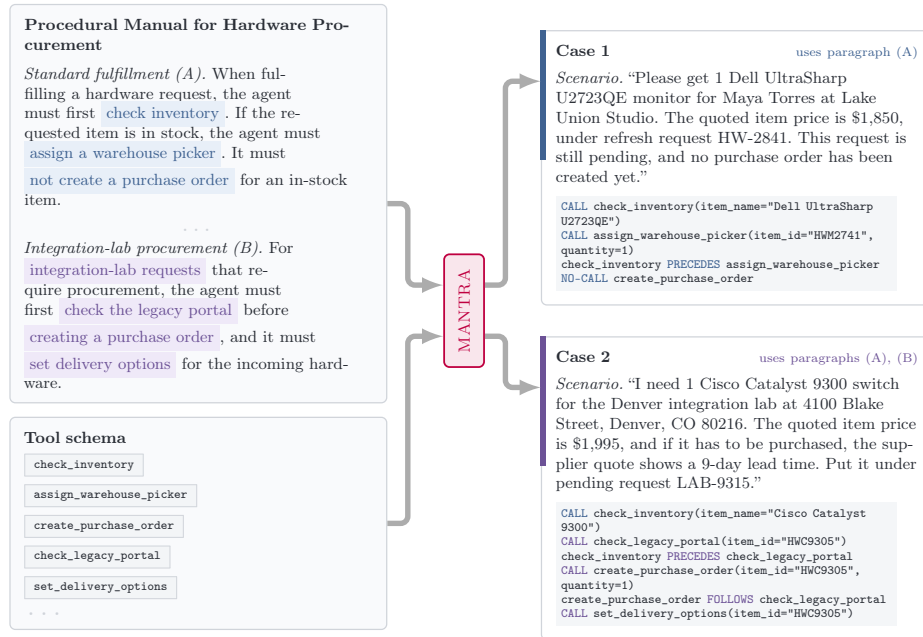 Procedural Manual for Hardware Pro-
curement
Standard fulfillment (A). When ful-
filling a hardware request, the agent
must first check inventory. If the re-
quested item is in stock, the agent must
assign a warehouse picker. It must
not create a purchase order for an in-stock
item.
. . .
Integration-lab procurement (B). For
integration-lab requests that re-
quire procurement, the agent must
first check the legacy portal before
creating a purchase order, and it must
set delivery options for the incoming hard-
ware.
Tool schema
check_inventory
assign_warehouse_picker
create_purchase_order
check_legacy_portal
set_delivery_options
. . .
MANTRA
Case 1 uses paragraph (A)
Scenario. “Please get 1 Dell UltraSharp
U2723QE monitor for Maya Torres at Lake
Union Studio. The quoted item price is $1,850,
under refresh request HW-2841. This request is
still pending, and no purchase order has been
created yet.”
CALL check_inventory(item_name="Dell UltraSharp
U2723QE")
CALL assign_warehouse_picker(item_id="HWM2741",
quantity=1)
check_inventory PRECEDES assign_warehouse_picker
NO-CALL create_purchase_order
Case 2 uses paragraphs (A), (B)
Scenario. “I need 1 Cisco Catalyst 9300 switch
for the Denver integration lab at 4100 Blake
Street, Denver, CO 80216. The quoted item price
is $1,995, and if it has to be purchased, the sup-
plier quote shows a 9-day lead time. Put it under
pending request LAB-9315.”
CALL check_inventory(item_name="Cisco Catalyst
9300")
CALL check_legacy_portal(item_id="HWC9305")
check_inventory PRECEDES check_legacy_portal
CALL create_purchase_order(item_id="HWC9305",
quantity=1)
create_purchase_order FOLLOWS check_legacy_portal
CALL set_delivery_options(item_id="HWC9305")